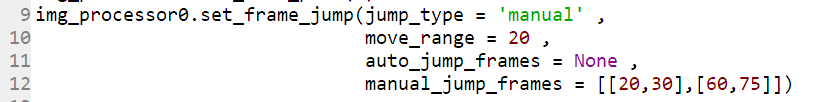 9 img_processor0.set_frame_jump(jump_type = 'manual' ,
10 move_range = 20 ,
11 auto_jump_frames = None ,
12 manual_jump_frames = [[20,30],[60,75]])